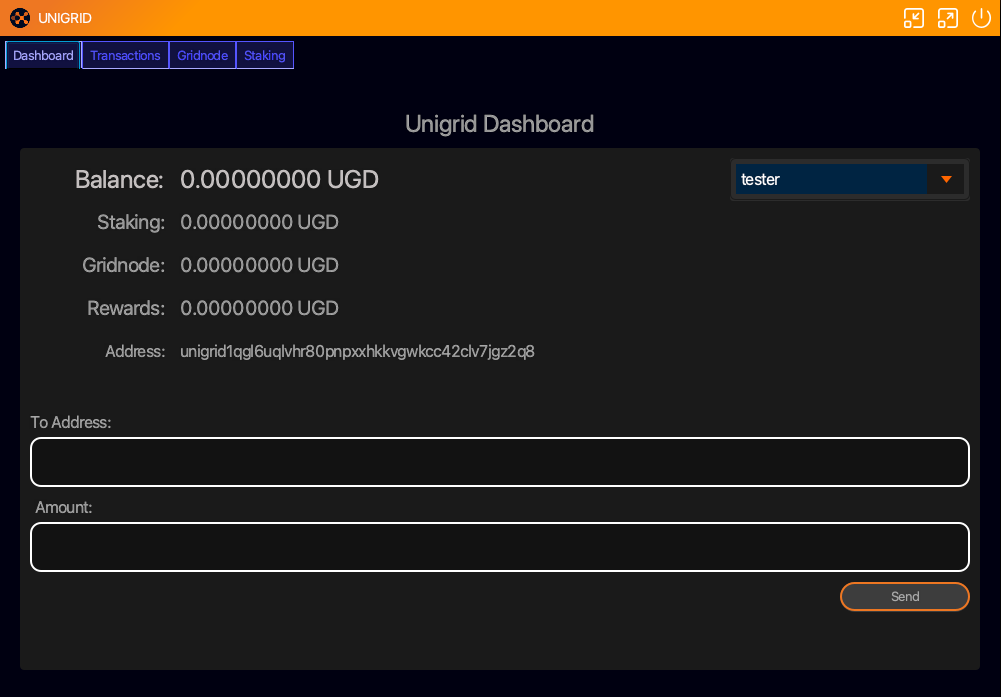 UNIGRID
Dashboard Transactions Gridnode Staking
Unigrid Dashboard
Balance: 0.00000000 UGD
tester
Staking: 0.00000000 UGD
Gridnode: 0.00000000 UGD
Rewards: 0.00000000 UGD
Address: unigrid1qgl6uqlvhr80pnpxxhkkvgwkcc42clv7jgz2q8
To Address:
Amount:
Send